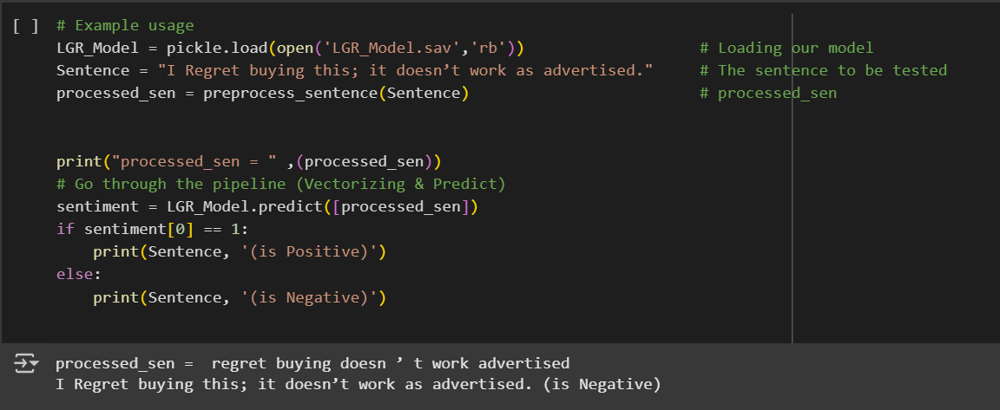 [ ] # Example usage
LGR_Model = pickle.load(open('LGR_Model.sav','rb')) # Loading our model
Sentence = "I Regret buying this; it doesn’t work as advertised." # The sentence to be tested
processed_sen = preprocess_sentence(Sentence) # processed_sen
print("processed_sen = " ,(processed_sen))
# Go through the pipeline (Vectorizing & Predict)
sentiment = LGR_Model.predict([processed_sen])
if sentiment[0] == 1:
    print(Sentence, '(is Positive)')
else:
    print(Sentence, '(is Negative)')
processed_sen =  regret buying doesn ’ t work advertised
I Regret buying this; it doesn’t work as advertised. (is Negative)